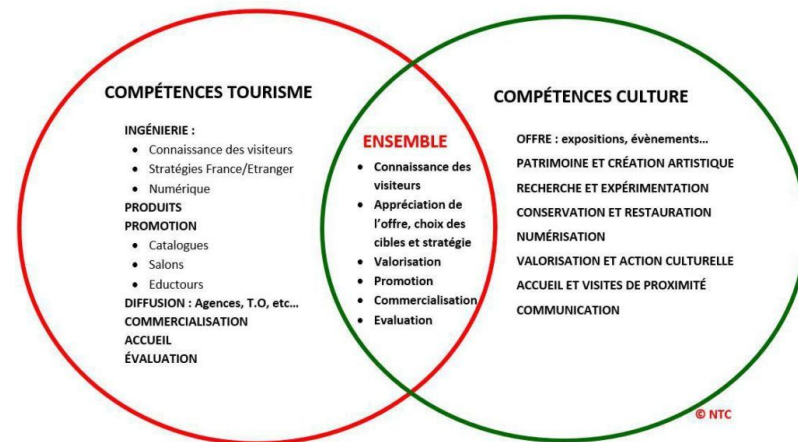 COMPÉTENCES TOURISME
INGÉNIERIE :
• Connaissance des visiteurs
• Stratégies France/Etranger
• Numérique
PRODUITS
PROMOTION
• Catalogues
• Salons
• Eductours
DIFFUSION : Agences, T.O, etc...
COMMERCIALISATION
ACCUEIL
ÉVALUATION
ENSEMBLE
• Connaissance des
visiteurs
• Appréciation de
l'offre, choix des
cibles et stratégie
• Valorisation
• Promotion
• Commercialisation
• Evaluation
COMPÉTENCES CULTURE
OFFRE : expositions, évènements...
PATRIMOINE ET CRÉATION ARTISTIQUE
RECHERCHE ET EXPÉRIMENTATION
CONSERVATION ET RESTAURATION
NUMÉRISATION
VALORISATION ET ACTION CULTURELLE
ACCUEIL ET VISITES DE PROXIMITÉ
COMMUNICATION
© NTC